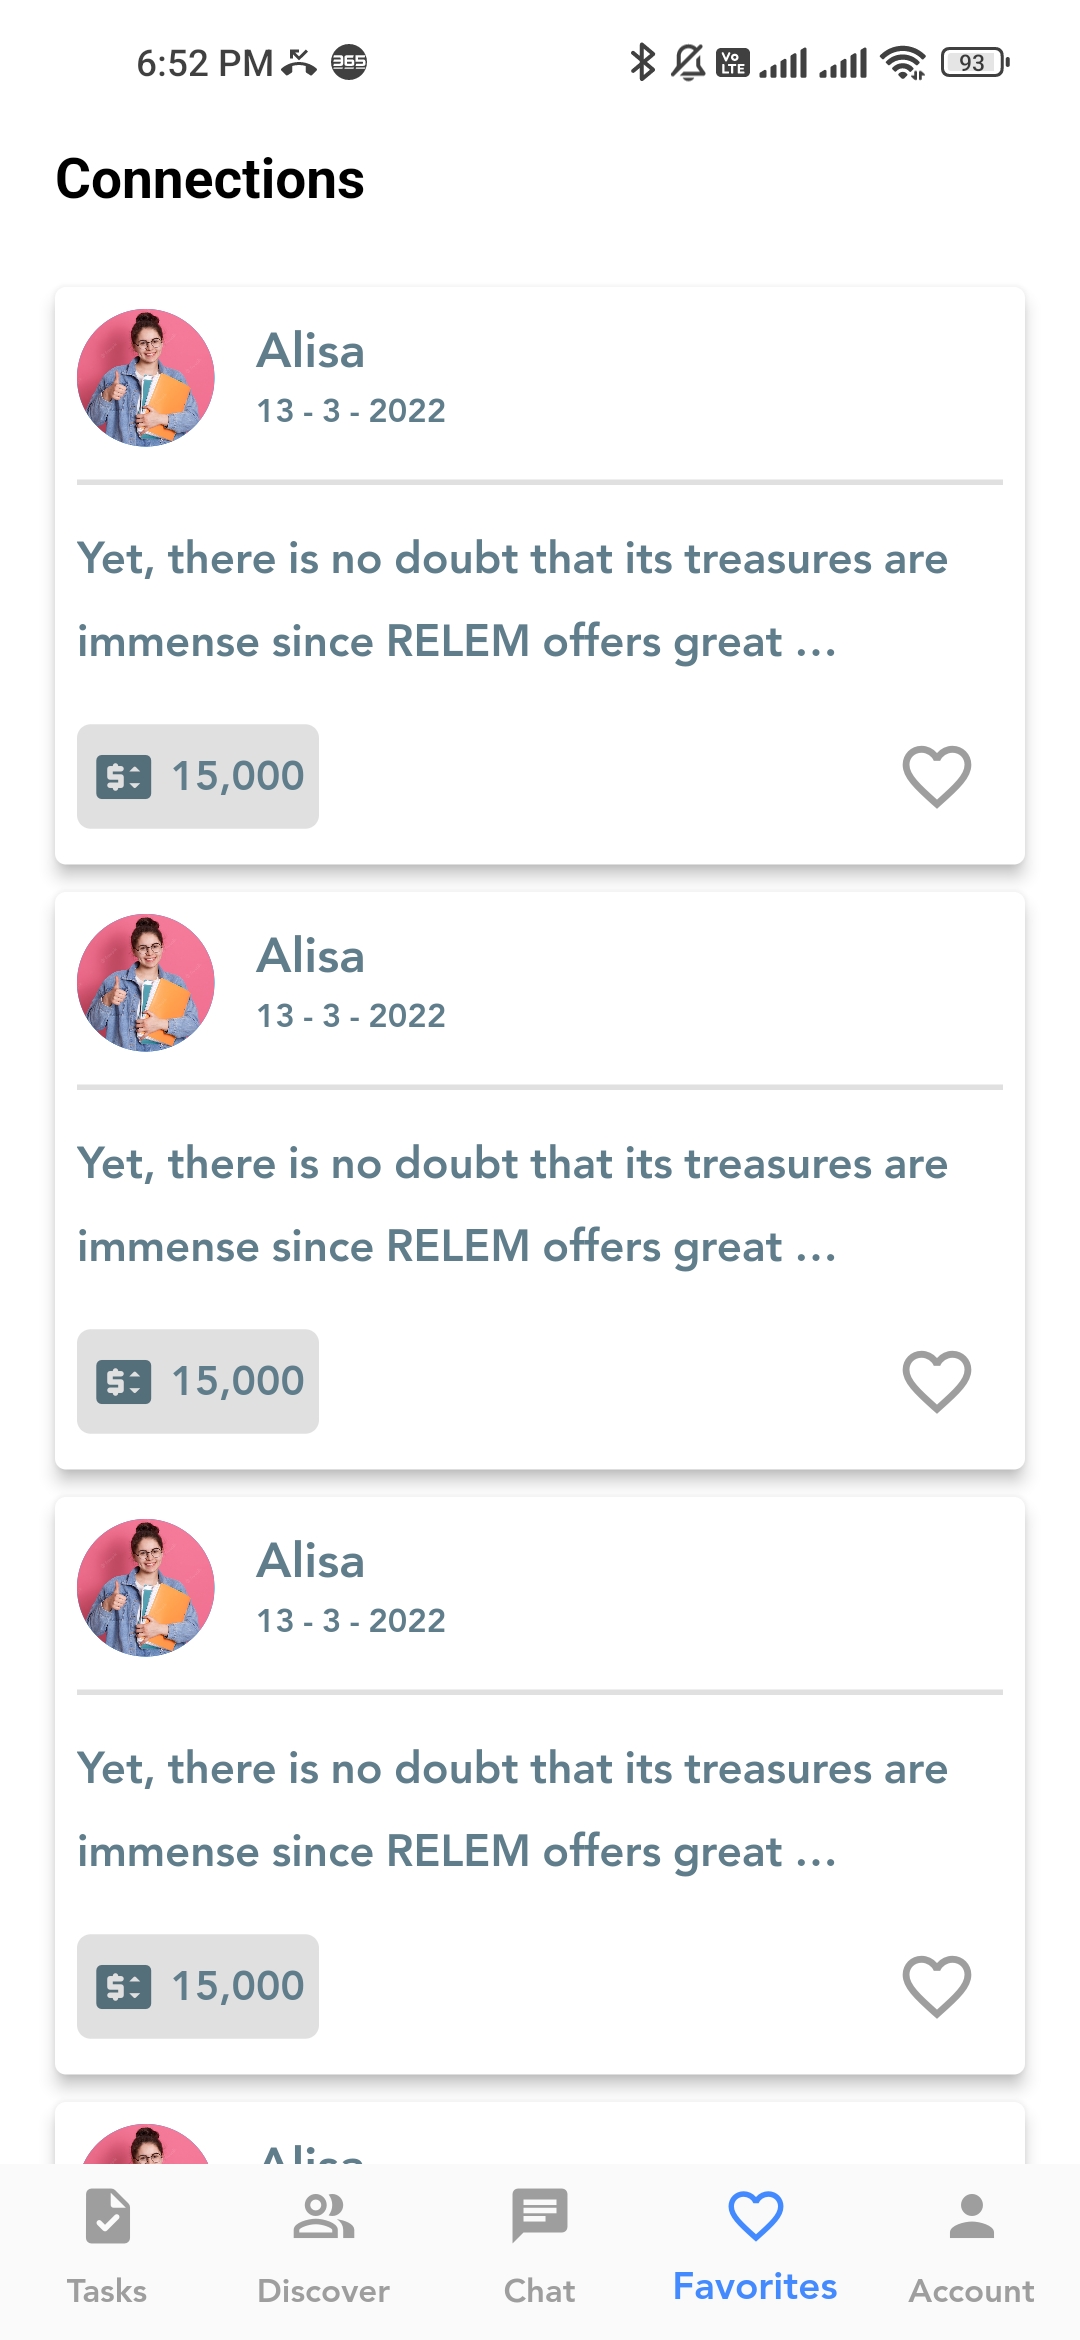 6:52 PM 365 Vo LTE 93
Connections
Alisa
13 - 3 - 2022
Yet, there is no doubt that its treasures are
immense since RELEM offers great ...
$ 15,000
Alisa
13 - 3 - 2022
Yet, there is no doubt that its treasures are
immense since RELEM offers great ...
$ 15,000
Alisa
13 - 3 - 2022
Yet, there is no doubt that its treasures are
immense since RELEM offers great ...
$ 15,000
Alisa
Tasks Discover Chat Favorites Account